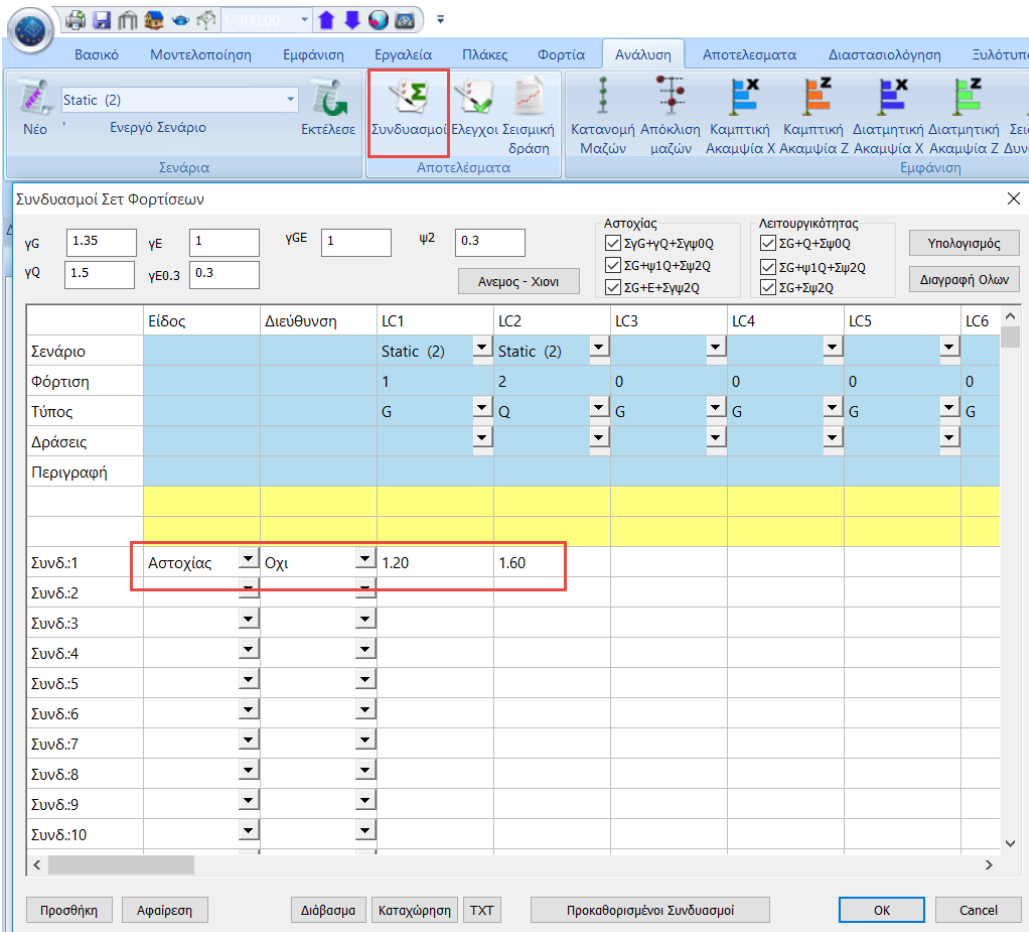 1-300.00
Βασικό Μοντελοποίηση Εμφάνιση Εργαλεία Πλάκες Φορτία Ανάλυση Αποτελεσματα Διαστασιολόγηση Ξυλότυπ
Static (2)
Νέο Ενεργό Σενάριο Εκτέλεσε Συνδυασμοί Ελεγχοι Σεισμική Κατανομή Απόκλιση Καμπτική Καμπτική Διατμητική Διατμητική Σει
δράση Μαζών μαζών Ακαμψία X Ακαμψία Z Ακαμψία X Ακαμψία Z Δυν
Σενάρια Αποτελέσματα Εμφάνιση
Συνδυασμοί Σετ Φορτίσεων
γG 1.35 γE 1 γGE 1 ψ2 0.3
γQ 1.5 γE0.3 0.3
Ανεμος - Χιονι
Αστοχίας
ΣγG+γQ+Σγψ0Q
ΣG+ψ1Q+Σψ2Q
ΣG+E+Σγψ2Q
Λειτουργικότητας
ΣG+Q+Σψ0Q
ΣG+ψ1Q+Σψ2Q
ΣG+Σψ2Q
Υπολογισμός
Διαγραφή Ολων
Είδος Διεύθυνση LC1 LC2 LC3 LC4 LC5 LC6
Σενάριο Static (2) Static (2)
Φόρτιση 1 2 0 0 0 0
Τύπος G Q G G G G
Δράσεις
Περιγραφή
Συνδ.:1 Αστοχίας Οχι 1.20 1.60
Συνδ.:2
Συνδ.:3
Συνδ.:4
Συνδ.:5
Συνδ.:6
Συνδ.:7
Συνδ.:8
Συνδ.:9
Συνδ.:10
Προσθήκη Αφαίρεση Διάβασμα Καταχώρηση TXT Προκαθορισμένοι Συνδυασμοί OK Cancel